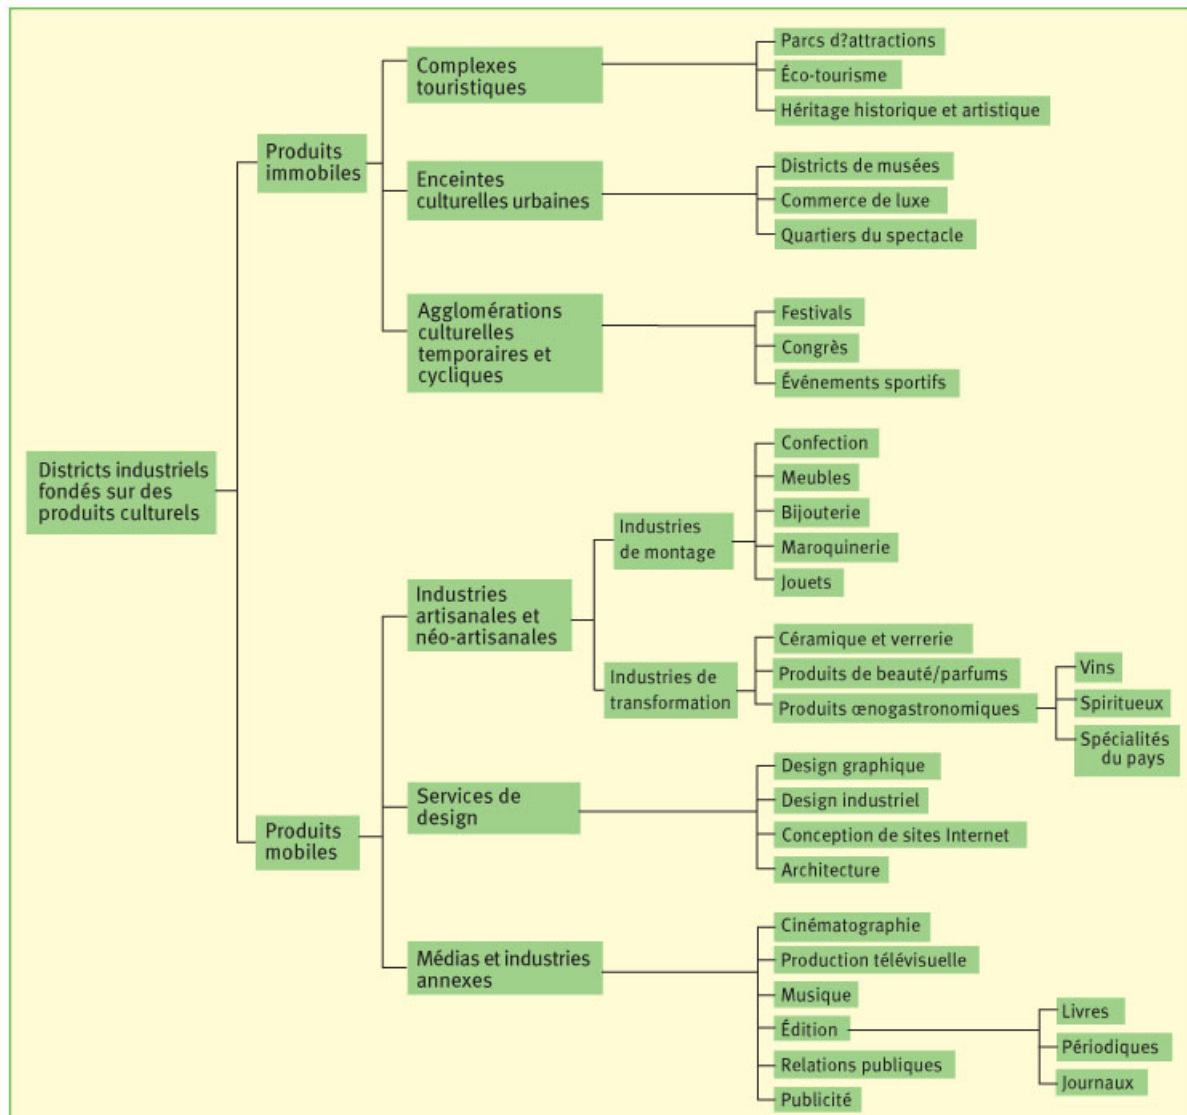 Districts industriels
fondés sur des
produits culturels
Produits
immobiles
Complexes
touristiques
Parcs d?attractions
Éco-tourisme
Héritage historique et artistique
Enceintes
culturelles urbaines
Districts de musées
Commerce de luxe
Quartiers du spectacle
Agglomérations
culturelles
temporaires et
cycliques
Festivals
Congrès
Événements sportifs
Produits
mobiles
Industries
artisanales et
néo-artisanales
Industries
de montage
Confection
Meubles
Bijouterie
Maroquinerie
Jouets
Industries de
transformation
Céramique et verrerie
Produits de beauté/parfums
Produits œnogastronomiques
Vins
Spiritueux
Spécialités
du pays
Services de
design
Design graphique
Design industriel
Conception de sites Internet
Architecture
Médias et industries
annexes
Cinématographie
Production télévisuelle
Musique
Édition
Livres
Périodiques
Journaux
Relations publiques
Publicité